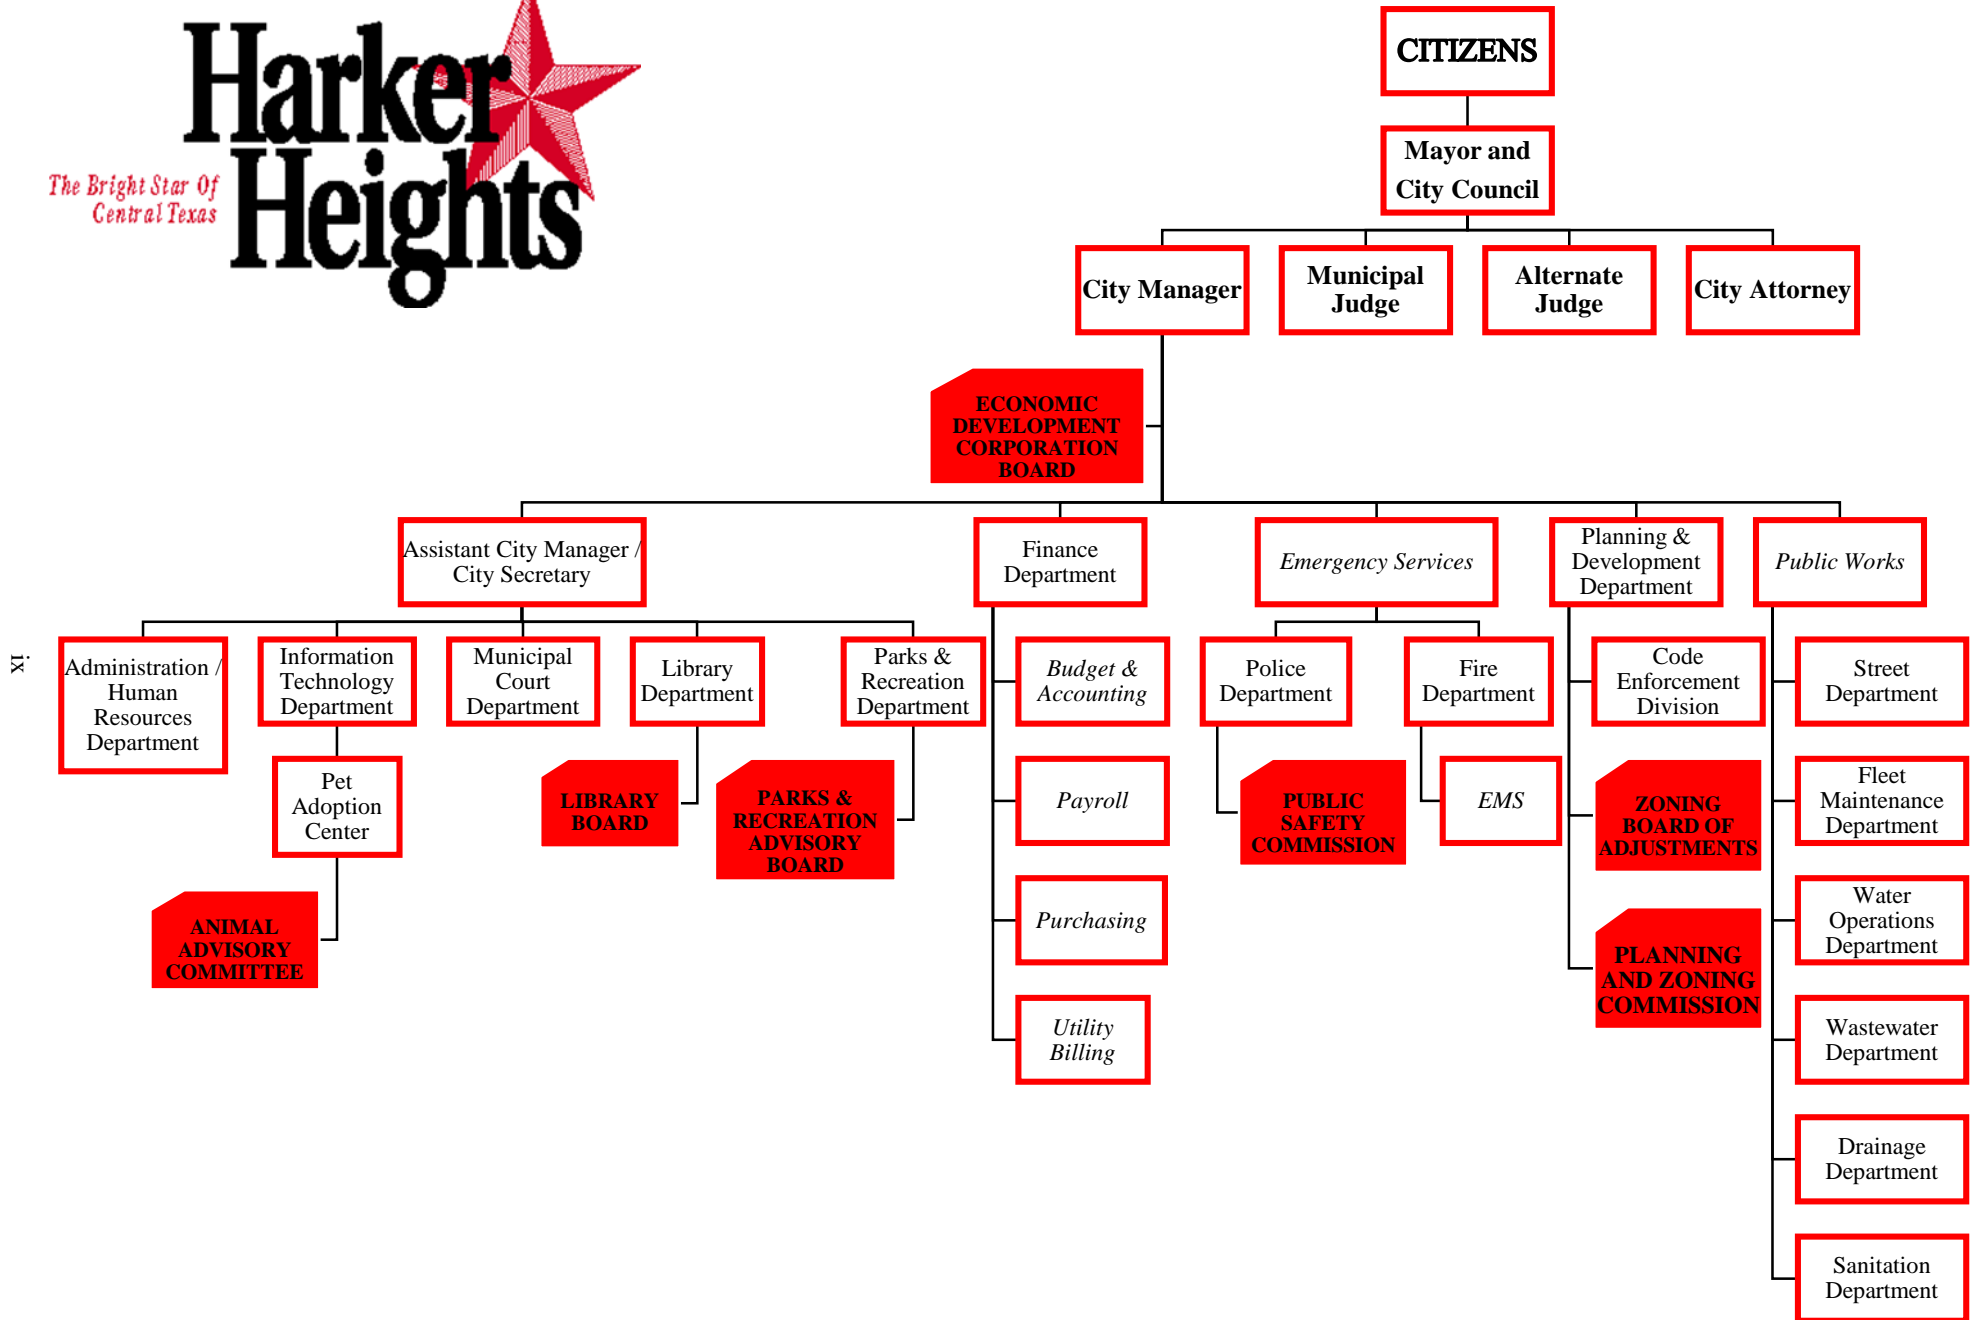 Harker
Heights
The Bright Star Of
Central Texas
CITIZENS
Mayor and
City Council
City Manager
Municipal
Judge
Alternate
Judge
City Attorney
ECONOMIC
DEVELOPMENT
CORPORATION
BOARD
Assistant City Manager /
City Secretary
Finance
Department
Emergency Services
Planning &
Development
Department
Public Works
Administration /
Human
Resources
Department
Information
Technology
Department
Municipal
Court
Department
Library
Department
Parks &
Recreation
Department
Budget &
Accounting
Police
Department
Fire
Department
Code
Enforcement
Division
Street
Department
Pet
Adoption
Center
LIBRARY
BOARD
PARKS &
RECREATION
ADVISORY
BOARD
Payroll
PUBLIC
SAFETY
COMMISSION
EMS
ZONING
BOARD OF
ADJUSTMENTS
Fleet
Maintenance
Department
ANIMAL
ADVISORY
COMMITTEE
Purchasing
PLANNING
AND ZONING
COMMISSION
Water
Operations
Department
Utility
Billing
Wastewater
Department
Drainage
Department
Sanitation
Department
ix